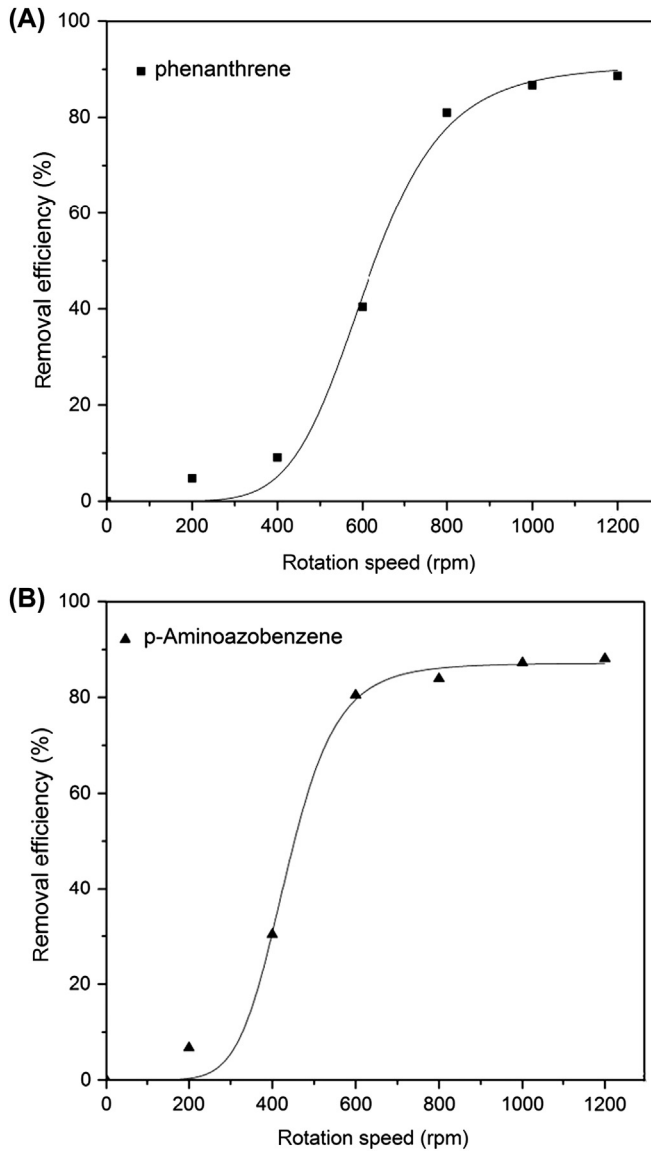 (A)
100
phenanthrene
80
60
40
20
0
Removal efficiency (%)
0 200 400 600 800 1000 1200
Rotation speed (rpm)
(B)
100
p-Aminoazobenzene
80
60
40
20
0
Removal efficiency (%)
0 200 400 600 800 1000 1200
Rotation speed (rpm)